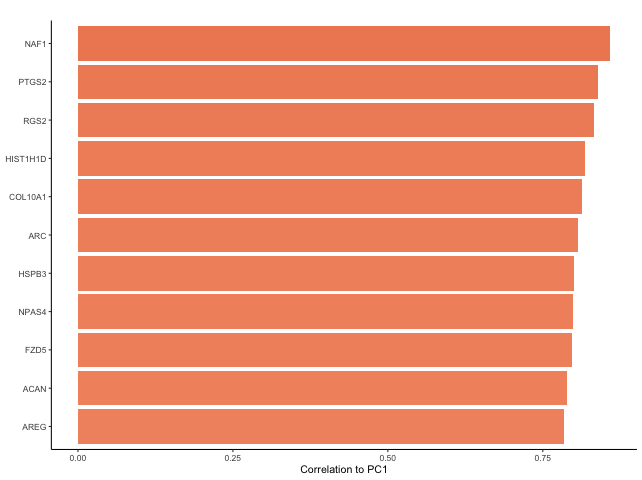 NAF1
PTGS2
RGS2
HIST1H1D
COL10A1
ARC
HSPB3
NPAS4
FZD5
ACAN
AREG
0.00 0.25 0.50 0.75
Correlation to PC1